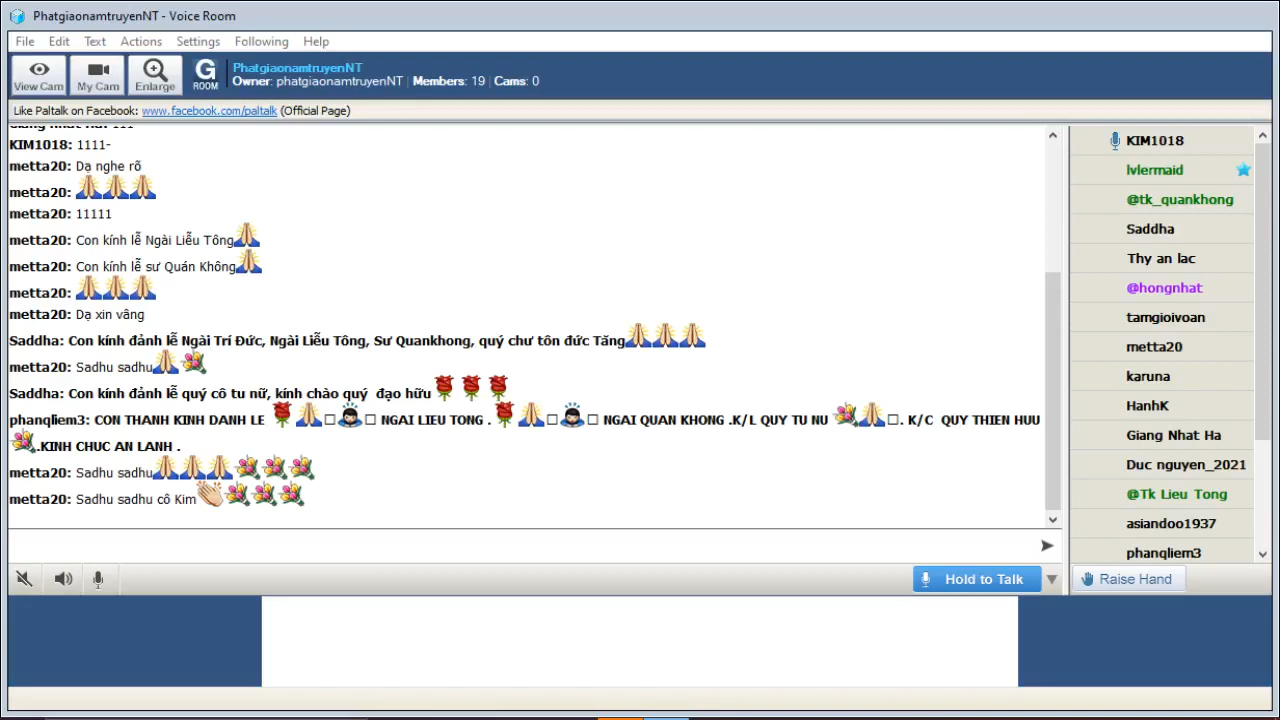 PhatgiaonamtruyenNT - Voice Room
File Edit Text Actions Settings Following Help
View Cam My Cam Enlarge G ROOM
PhatgiaonamtruyenNT
Owner: phatgiaonamtruyenNT Members: 19 Cams: 0
Like Paltalk on Facebook: www.facebook.com/paltalk (Official Page)
KIM1018: 1111-
metta20: Dạ nghe rõ
metta20:
metta20: 11111
metta20: Con kính lễ Ngài Liễu Tông
metta20: Con kính lễ sư Quán Không
metta20:
metta20: Dạ xin vâng
Saddha: Con kính đảnh lễ Ngài Trí Đức, Ngài Liễu Tông, Sư Quankhong, quý chư tôn đức Tăng
metta20: Sadhu sadhu
Saddha: Con kính đảnh lễ quý cô tu nữ, kính chào quý đạo hữu
phanqliem3: CON THANH KINH DANH LE NGAI LIEU TONG . NGAI QUAN KHONG .K/L QUY TU NU . K/C QUY THIEN HUU
.KINH CHUC AN LANH .
metta20: Sadhu sadhu
metta20: Sadhu sadhu cô Kim
Hold to Talk
KIM1018
lvlermaid
@tk_quankhong
Saddha
Thy an lac
@hongnhat
tamgioivoan
metta20
karuna
HanhK
Giang Nhat Ha
Duc nguyen_2021
@Tk Lieu Tong
asiandoo1937
phanqliem3
Raise Hand